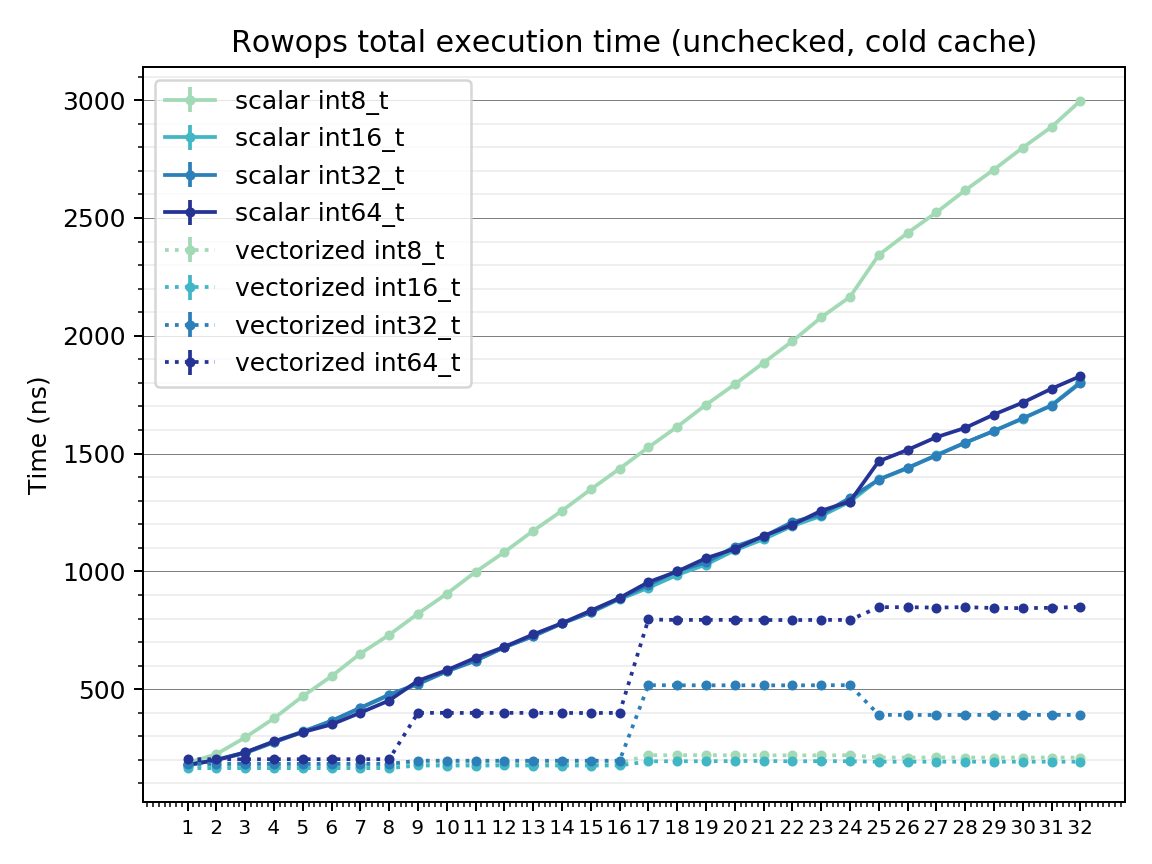 Rowops total execution time (unchecked, cold cache)
scalar int8_t
scalar int16_t
scalar int32_t
scalar int64_t
vectorized int8_t
vectorized int16_t
vectorized int32_t
vectorized int64_t
Time (ns)
3000
2500
2000
1500
1000
500
1 2 3 4 5 6 7 8 9 10 11 12 13 14 15 16 17 18 19 20 21 22 23 24 25 26 27 28 29 30 31 32